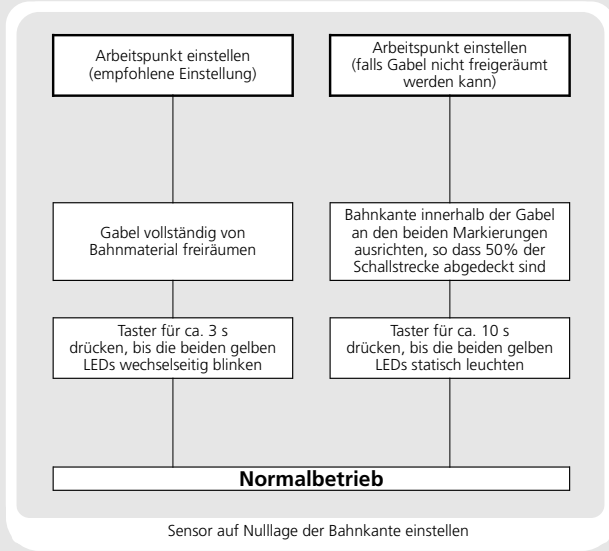 Arbeitspunkt einstellen
(empfohlene Einstellung)
Gabel vollständig von
Bahnmaterial freiräumen
Taster für ca. 3 s
drücken, bis die beiden gelben
LEDs wechselseitig blinken
Arbeitspunkt einstellen
(falls Gabel nicht freigeräumt
werden kann)
Bahnkante innerhalb der Gabel
an den beiden Markierungen
ausrichten, so dass 50% der
Schallstrecke abgedeckt sind
Taster für ca. 10 s
drücken, bis die beiden gelben
LEDs statisch leuchten
Normalbetrieb
Sensor auf Nulllage der Bahnkante einstellen